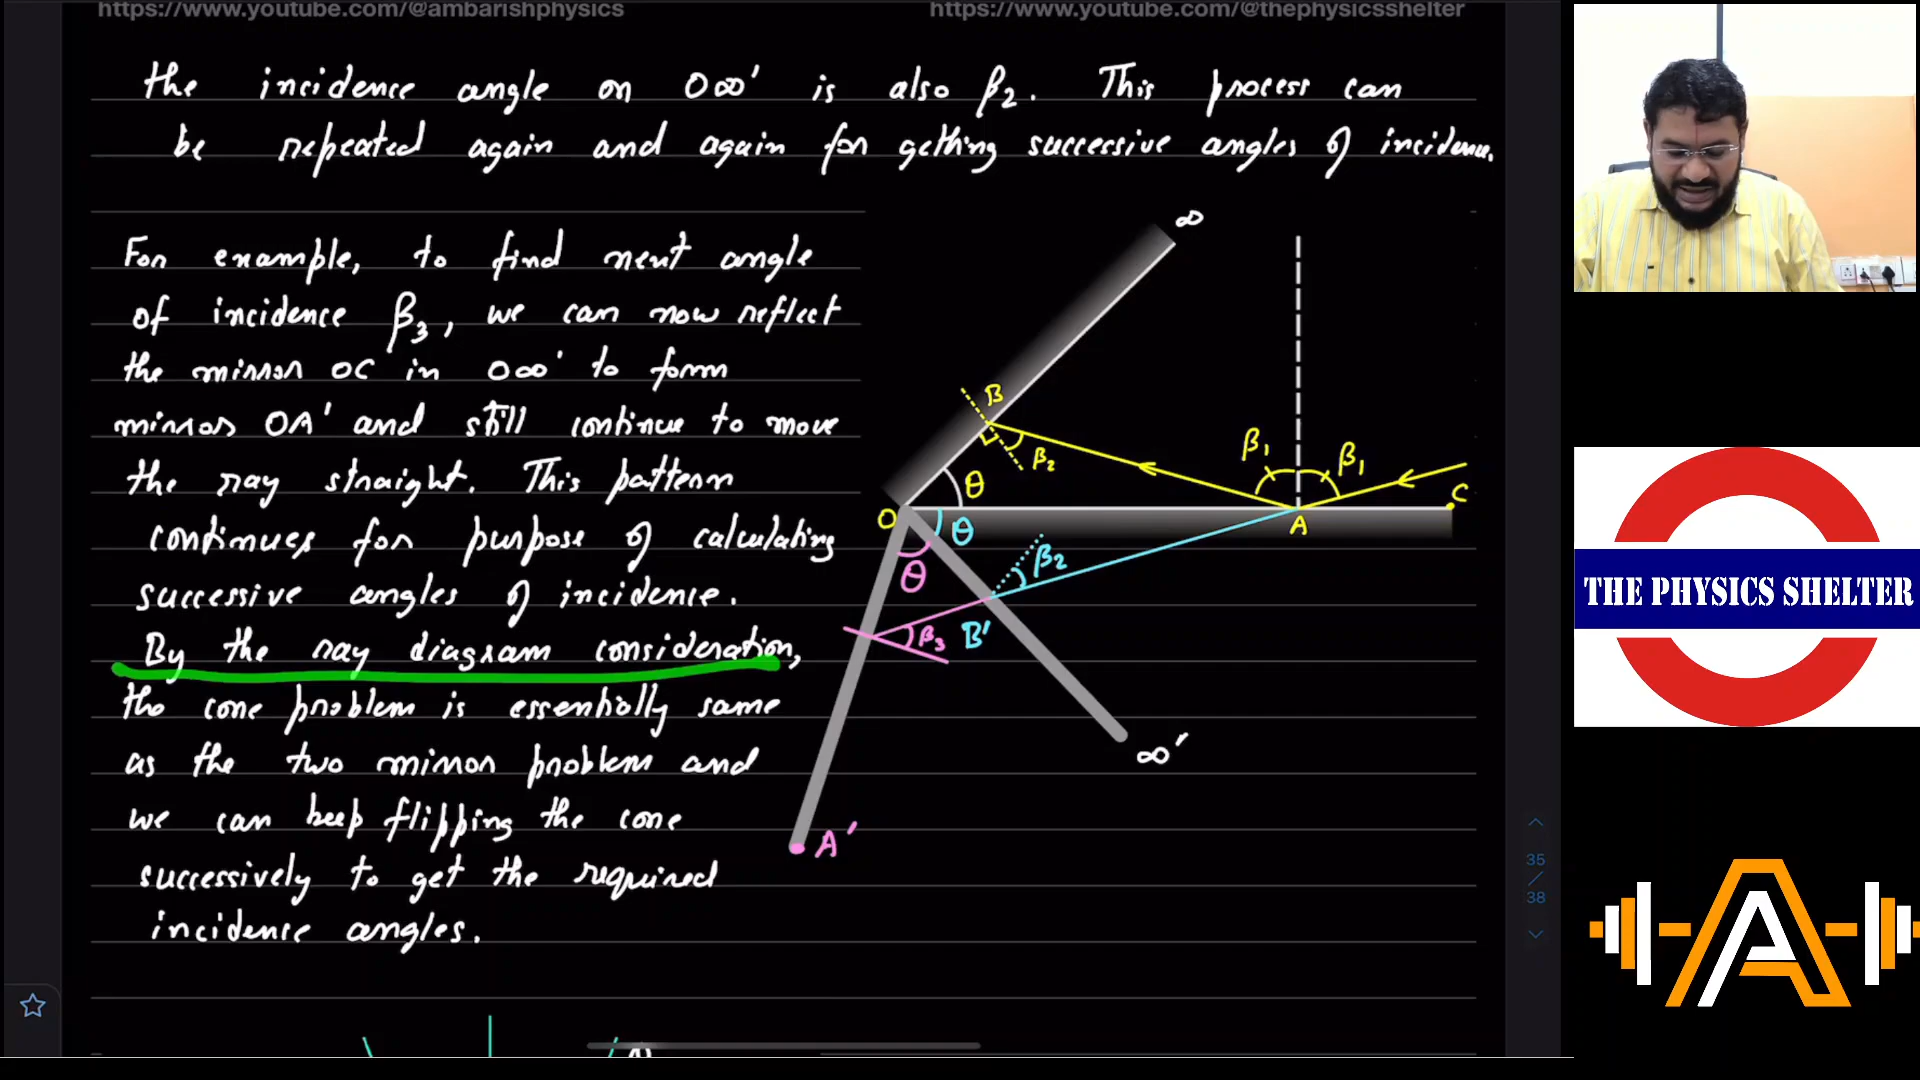 https://www.youtube.com/@ambarishphysics
https://www.youtube.com/@thephysicsshelter
the incidence angle on O∞' is also β₂. This process can
be repeated again and again for getting successive angles of incidence.
For example, to find next angle
of incidence β₃, we can now reflect
the mirror OC in O∞' to form
mirror OA' and still continue to move
the ray straight. This pattern
continues for purpose of calculating
successive angles of incidence.
By the ray diagram consideration,
the cone problem is essentially same
as the two mirror problem and
we can keep flipping the cone
successively to get the required
incidence angles.
∞
B
β₂
β₁
β₁
θ
C
O
A
θ
β₂
θ
β₃
B'
∞'
A'
35
/
38
THE PHYSICS SHELTER